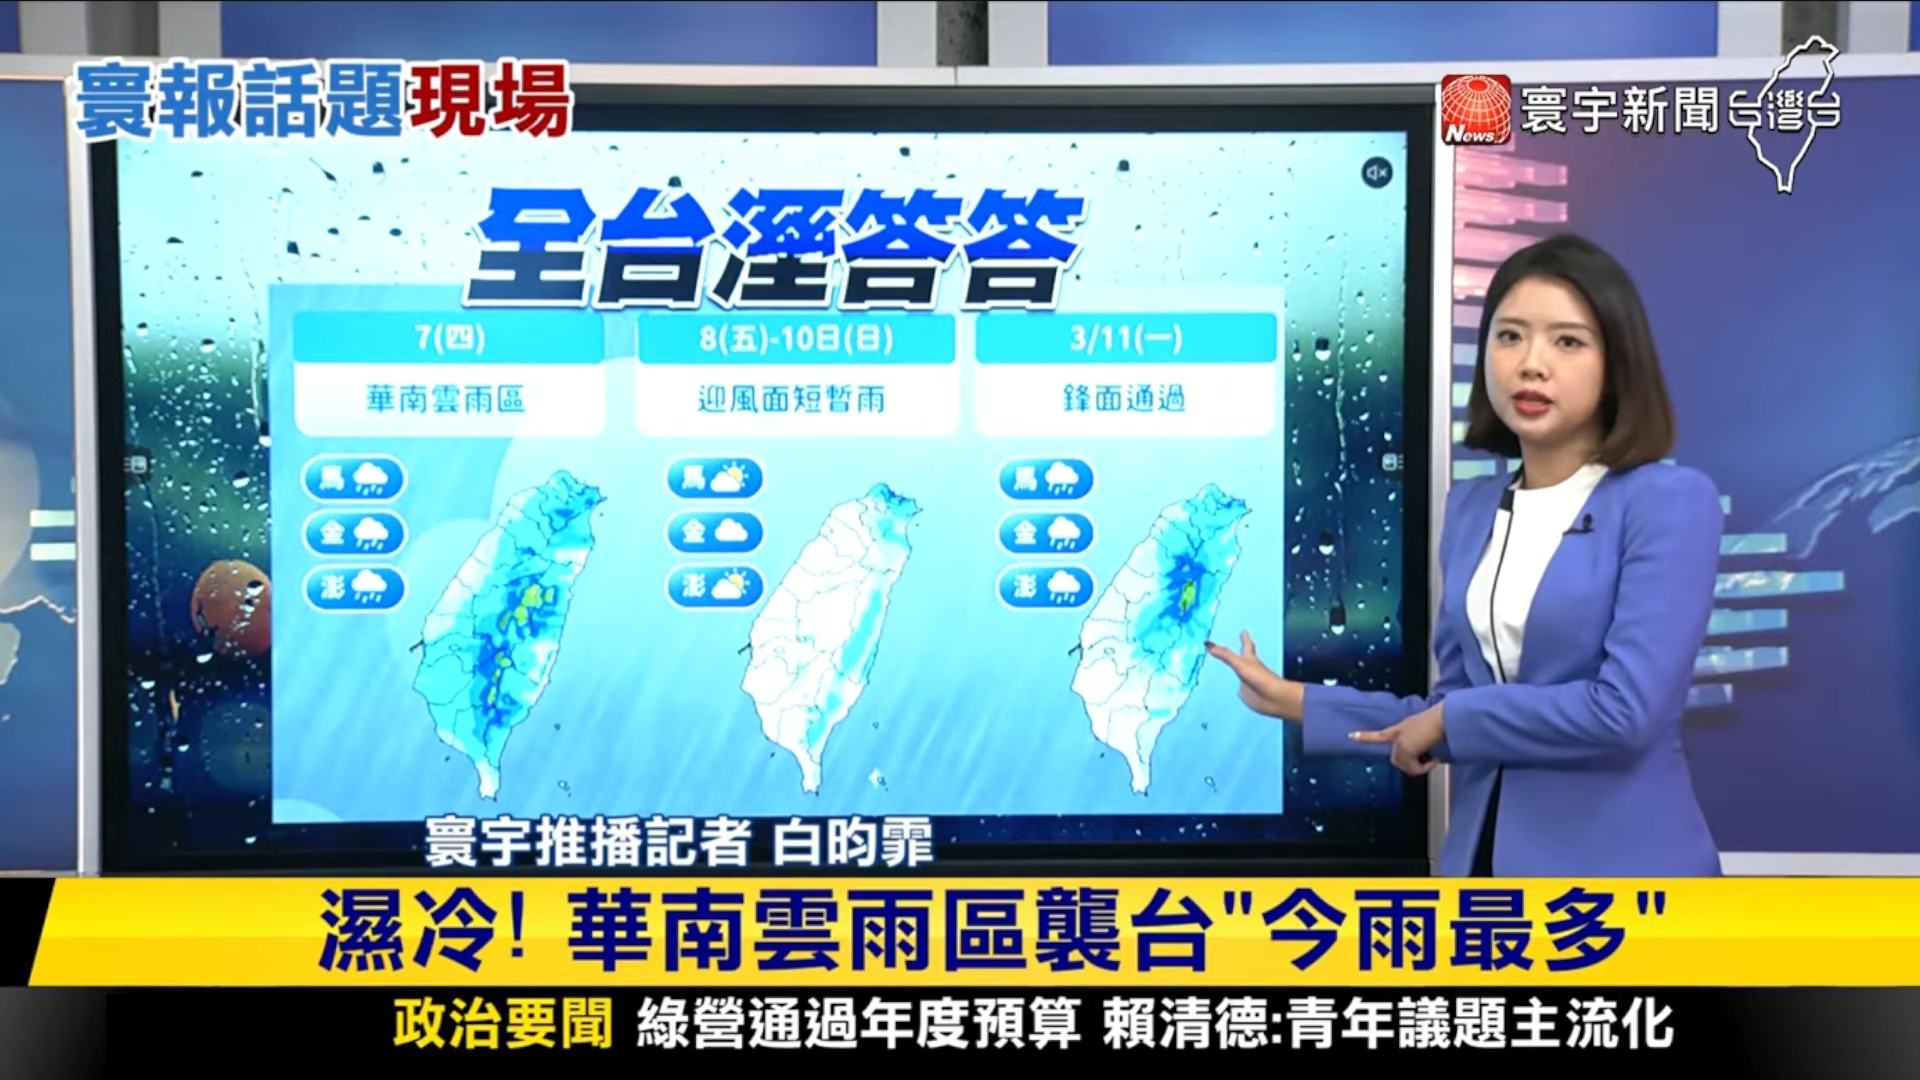 寰報話題現場
News 寰宇新聞 台灣台
全台溼答答
7(四)
8(五)-10日(日)
3/11(一)
華南雲雨區
迎風面短暫雨
鋒面通過
馬
馬
馬
金
金
金
澎
澎
澎
寰宇推播記者 白昀霏
濕冷! 華南雲雨區襲台"今雨最多"
政治要聞 綠營通過年度預算 賴清德:青年議題主流化